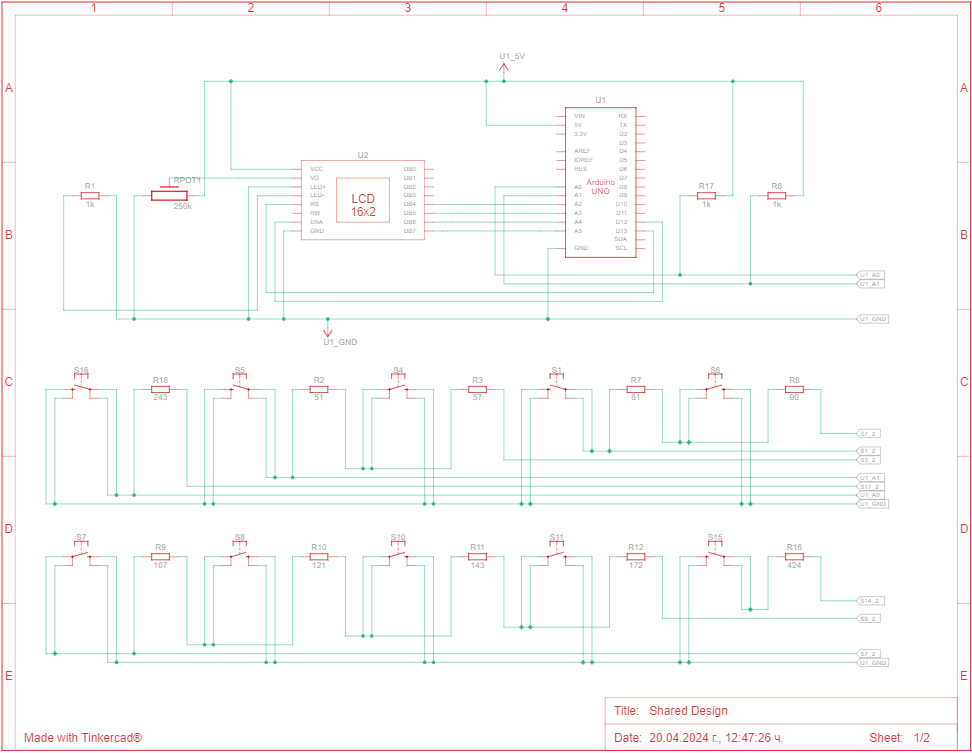 1 2 3 4 5 6
U1_5V
A A
U1
VIN RX
5V TX
3.3V D2
D3
AREF D4
IOREF D5
RES D6
D7
A0 D8
A1 D9
A2 D10
A3 D11
A4 D12
A5 D13
SDA
GND SCL
Arduino
UNO
U2
VCC DB0
VO DB1
LED+ DB2
LED- DB3
RS DB4
RW DB5
ENA DB6
GND DB7
LCD
16x2
R1
1k
RPOT1
250k
R17
1k
R6
1k
B B
U1_A0
U1_A1
U1_GND
U1_GND
C C
S16 R18 S5 R2 S4 R3 S1 R7 S6 R8
243 51 57 81 90
S7_2
S1_2
S3_2
U1_A1
S17_2
U1_A0
U1_GND
D D
S7 R9 S8 R10 S10 R11 S11 R12 S15 R16
107 121 143 172 424
S14_2
S9_2
S7_2
U1_GND
E E
Title: Shared Design
Made with Tinkercad®
Date: 20.04.2024 г., 12:47:26 ч. Sheet: 1/2